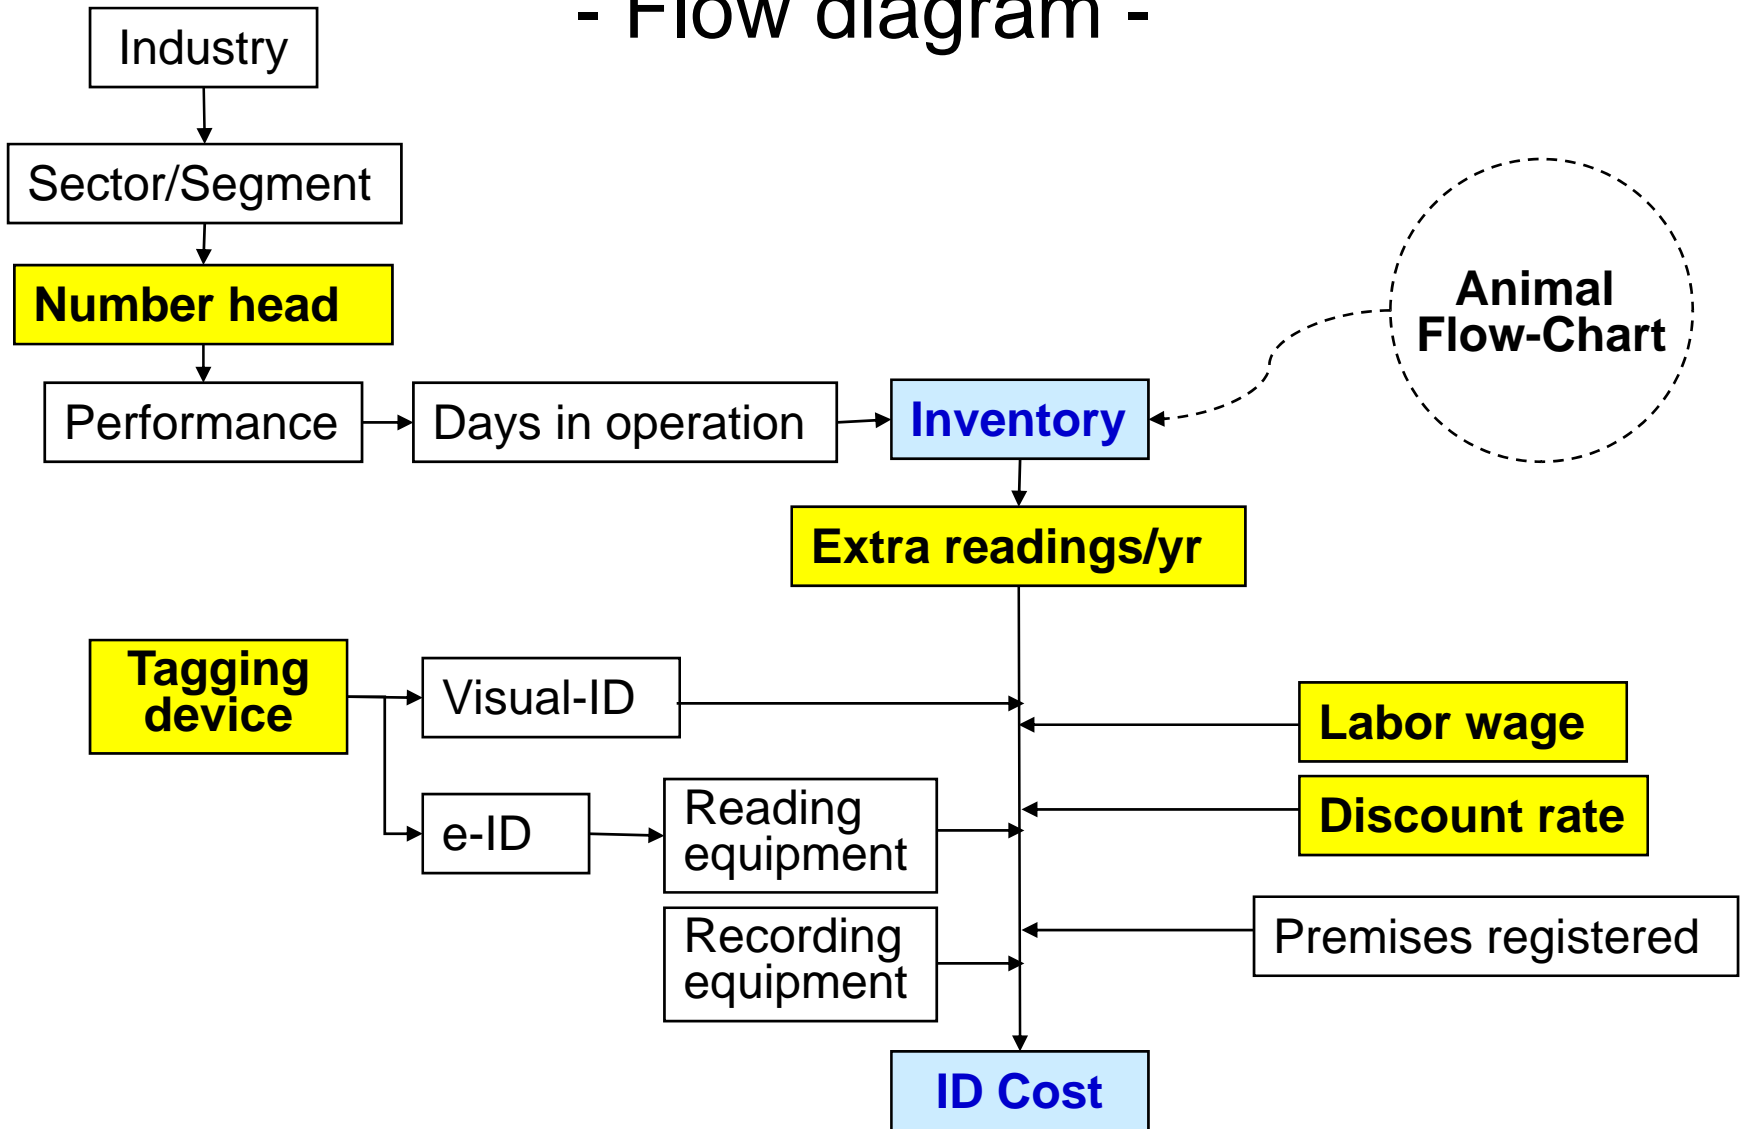 - Flow diagram -
Industry
Sector/Segment
Number head
Animal
Flow-Chart
Performance
Days in operation
Inventory
Extra readings/yr
Tagging
device
Visual-ID
Labor wage
e-ID
Reading
equipment
Discount rate
Recording
equipment
Premises registered
ID Cost